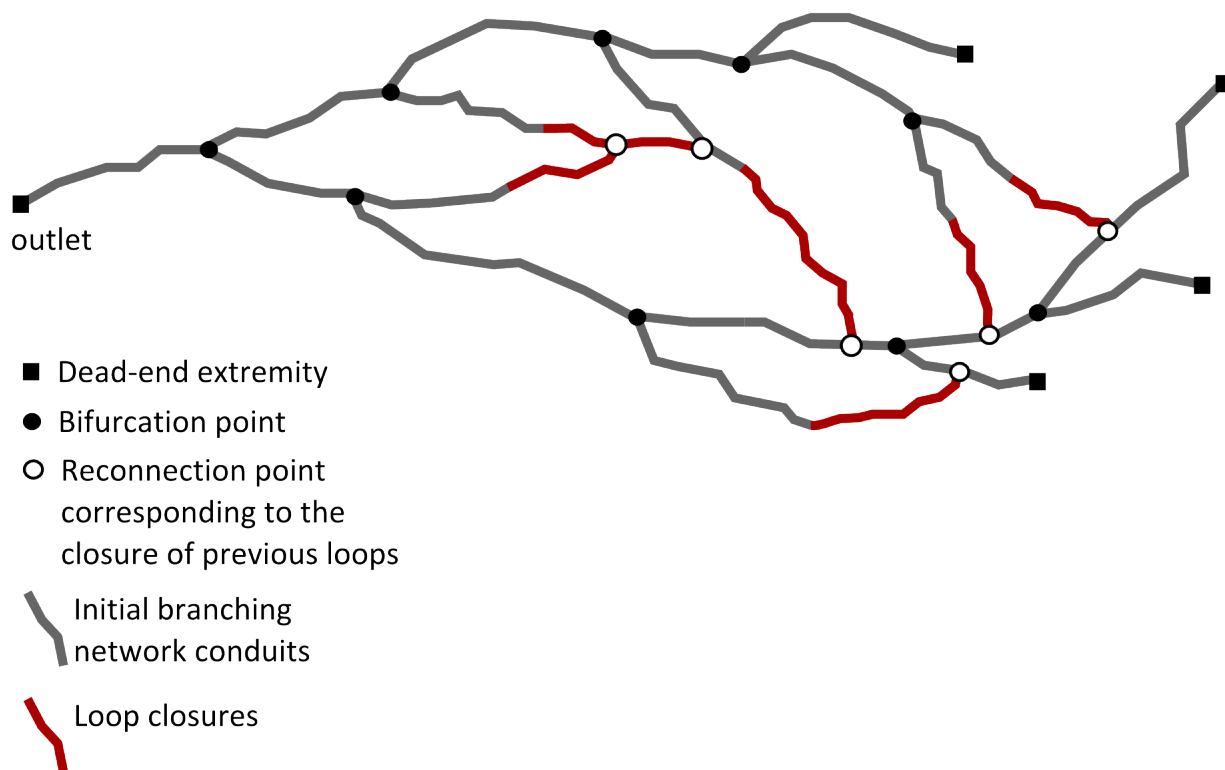 outlet
Dead-end extremity
Bifurcation point
Reconnection point
corresponding to the
closure of previous loops
Initial branching
network conduits
Loop closures